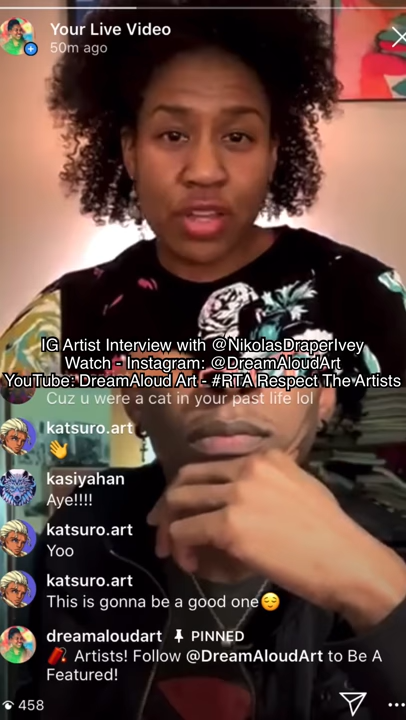 Your Live Video
50m ago
IG Artist Interview with @NikolasDraperIvey
Watch - Instagram: @DreamAloudArt
YouTube: DreamAloud Art - #RTA Respect The Artists
Cuz u were a cat in your past life lol
katsuro.art
👋
kasiyahan
Aye!!!!
katsuro.art
Yoo
katsuro.art
This is gonna be a good one😌
dreamaloudart PINNED
🧨 Artists! Follow @DreamAloudArt to Be A
Featured!
458